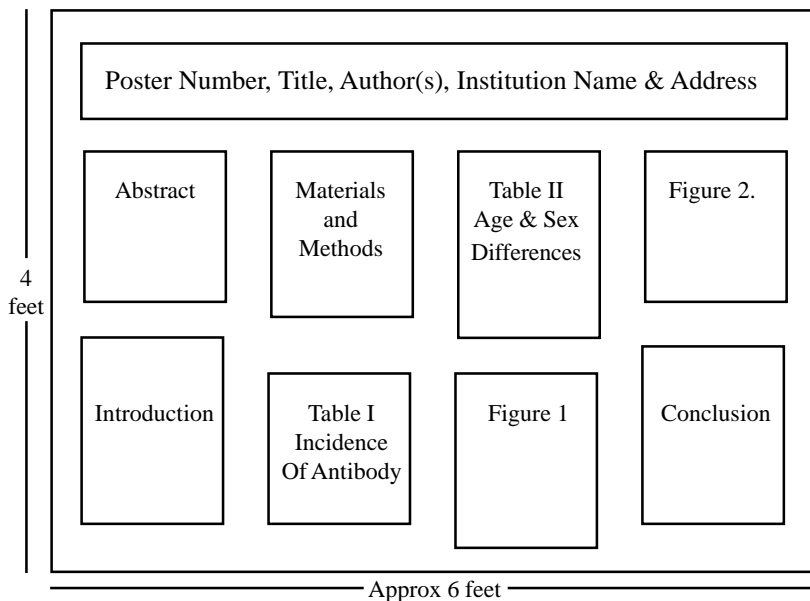 Poster Number, Title, Author(s), Institution Name & Address
Abstract
Materials
and
Methods
Table II
Age & Sex
Differences
Figure 2.
4
feet
Introduction
Table I
Incidence
Of Antibody
Figure 1
Conclusion
Approx 6 feet